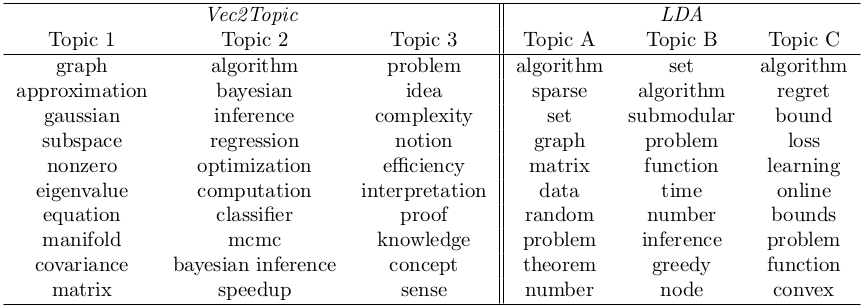 Vec2Topic LDA
Topic 1 Topic 2 Topic 3 Topic A Topic B Topic C
graph algorithm problem algorithm set algorithm
approximation bayesian idea sparse algorithm regret
gaussian inference complexity set submodular bound
subspace regression notion graph problem loss
nonzero optimization efficiency matrix function learning
eigenvalue computation interpretation data time online
equation classifier proof random number bounds
manifold mcmc knowledge problem inference problem
covariance bayesian inference concept theorem greedy function
matrix speedup sense number node convex